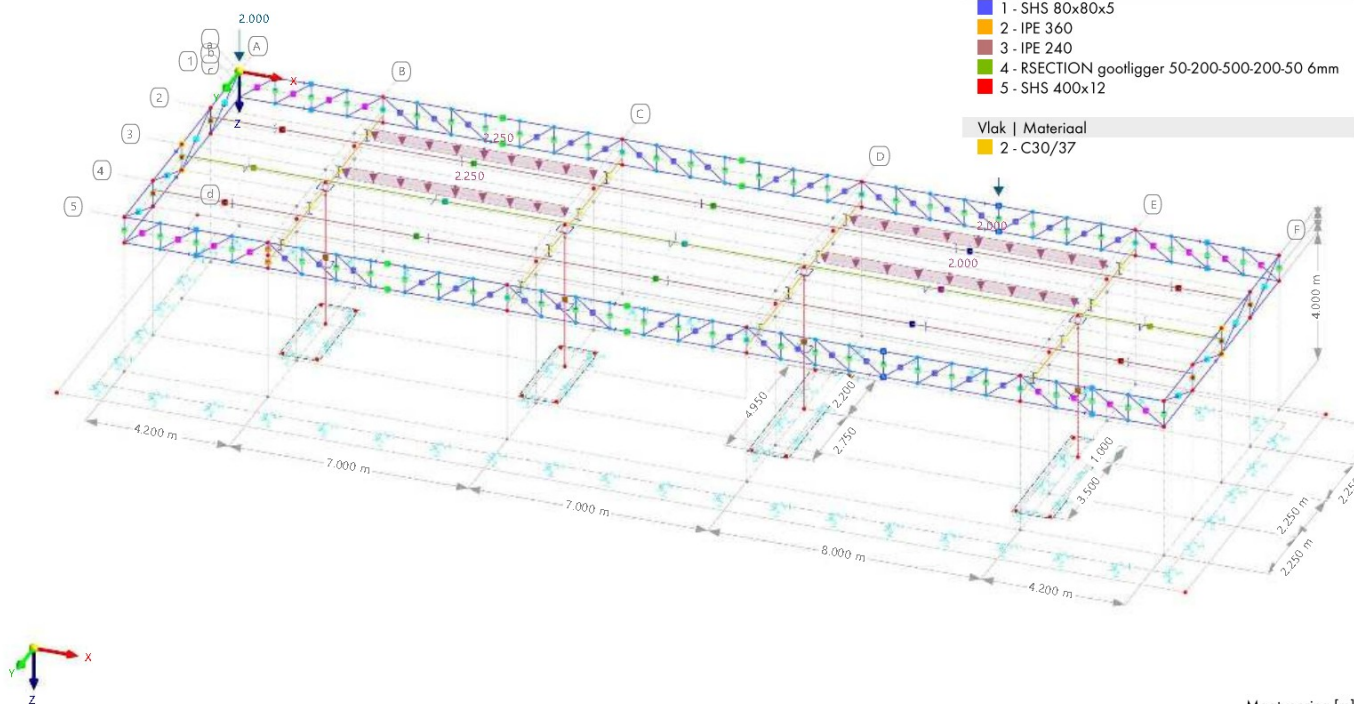 1 - SHS 80x80x5
2 - IPE 360
3 - IPE 240
4 - RSECTION gootligger 50-200-500-200-50 6mm
5 - SHS 400x12
Vlak | Materiaal
2 - C30/37
2.000
a
b
c
A
1
X
Y
Z
B
2
C
3
2.250
2.250
D
4
d
E
5
2.000
2.000
F
4.000 m
4.950
2.200
2.750
1.000
3.500
4.200 m
7.000 m
7.000 m
8.000 m
4.200 m
2.250 m
2.250 m
X
Y
Z